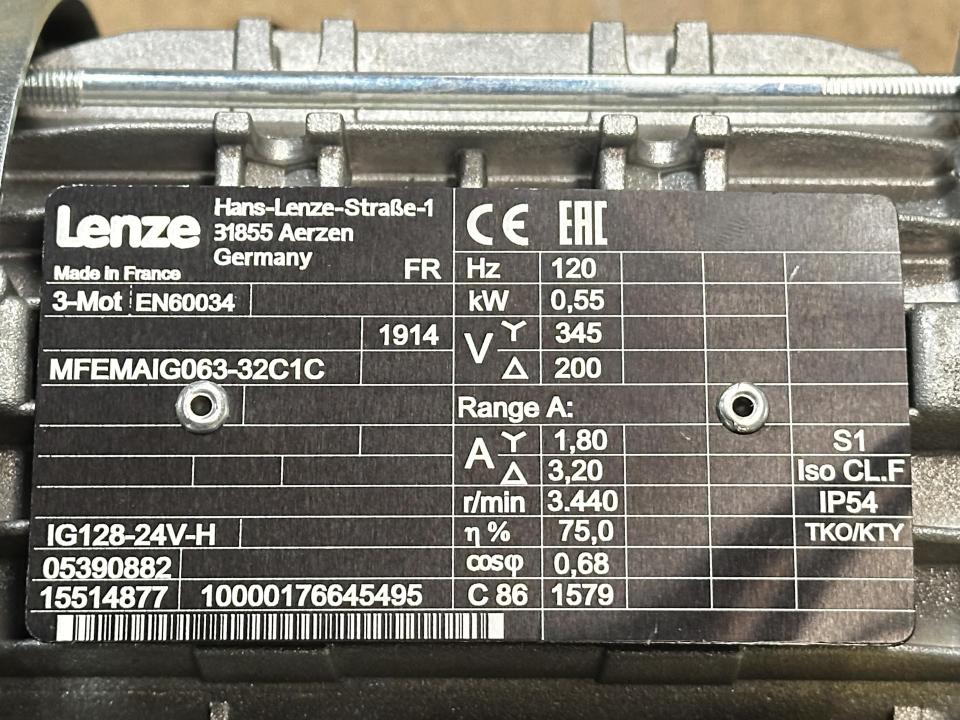 Lenze
Hans-Lenze-Straße-1
31855 Aerzen
Germany
Made in France
FR
3-Mot EN60034
1914
MFEMAIG063-32C1C
IG128-24V-H
05390882
15514877 10000176645495
CE EAC
Hz 120
kW 0,55
V Y 345
Δ 200
Range A:
A Y 1,80 S1
Δ 3,20 Iso CL.F
r/min 3.440 IP54
η % 75,0 TKO/KTY
cosφ 0,68
C 86 1579